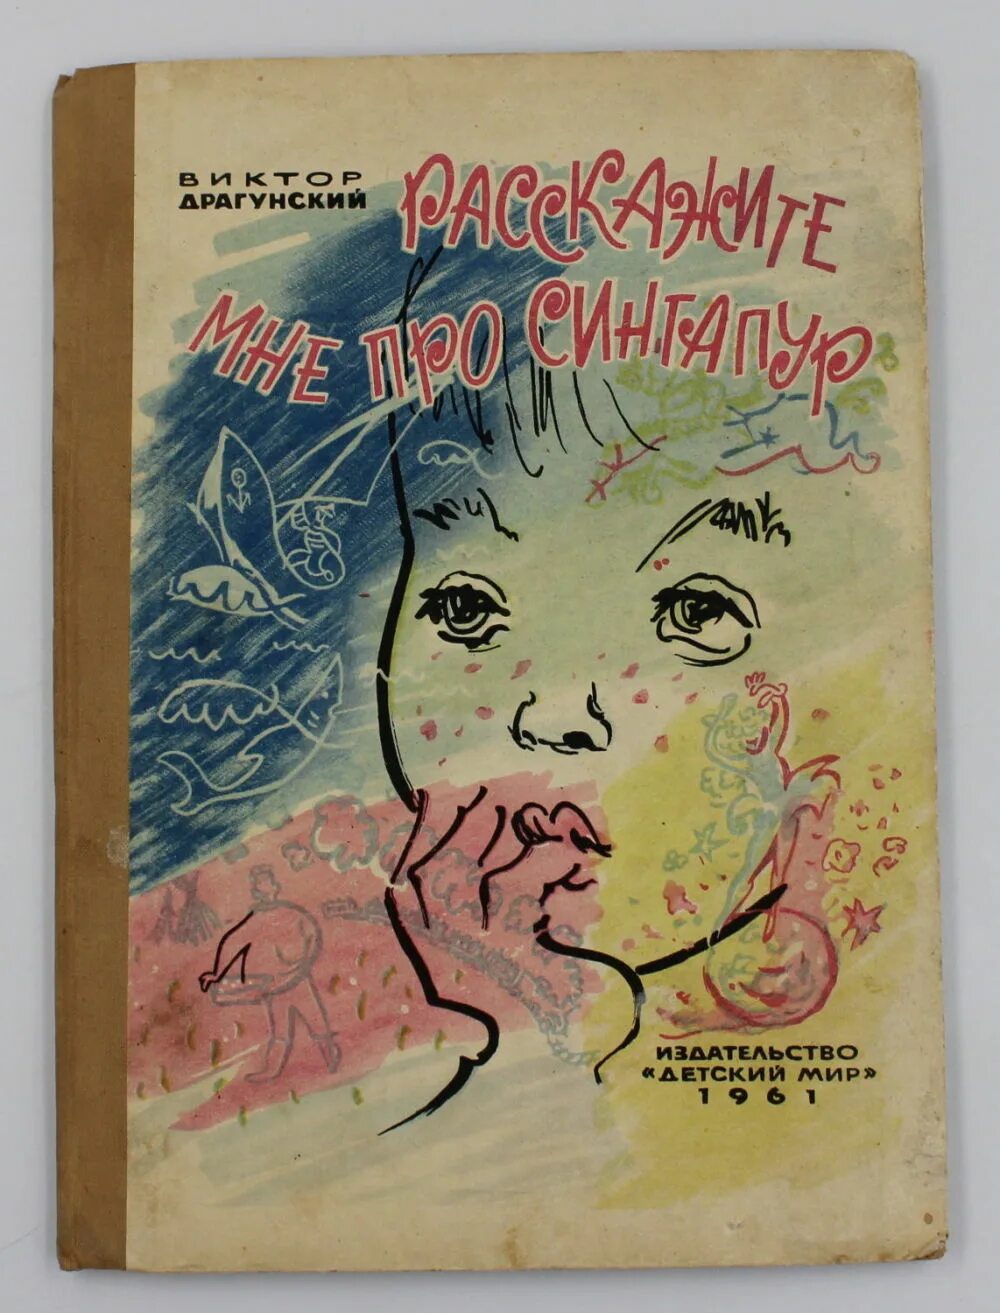 ВИКТОР
ДРАГУНСКИЙ
РАССКАЖИТЕ
МНЕ ПРО СИНГАПУР
ИЗДАТЕЛЬСТВО
«ДЕТСКИЙ МИР»
1961